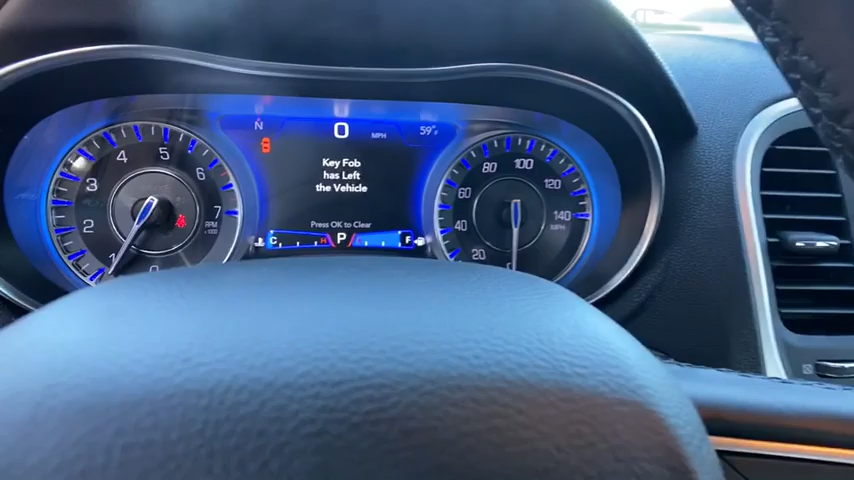 N 0 MPH 59°F
Key Fob
has Left
the Vehicle
Press OK to Clear
C H P E F
1 2 3 4 5 6 7
RPM
x1000
20 40 60 80 100 120 140
MPH